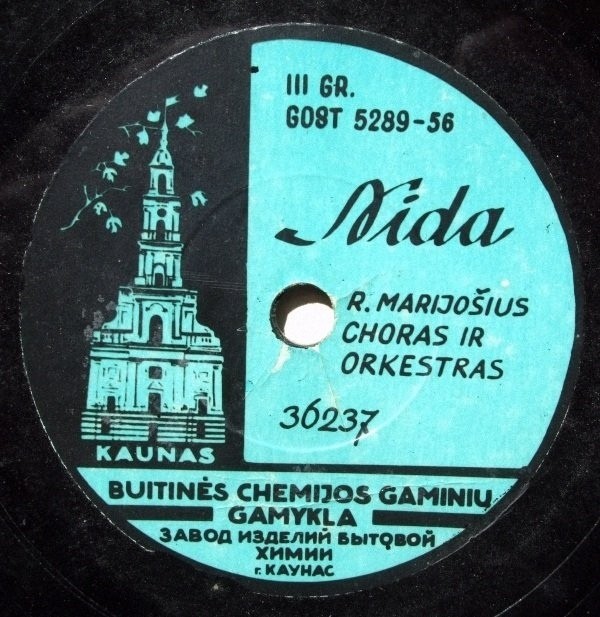 III GR.
GOST 5289-56
Nida
R. MARIJOŠIUS
CHORAS IR
ORKESTRAS
36237
KAUNAS
BUITINĖS CHEMIJOS GAMINIŲ
GAMYKLA
ЗАВОД ИЗДЕЛИЙ БЫТОВОЙ
ХИМИИ
г. КАУНАС